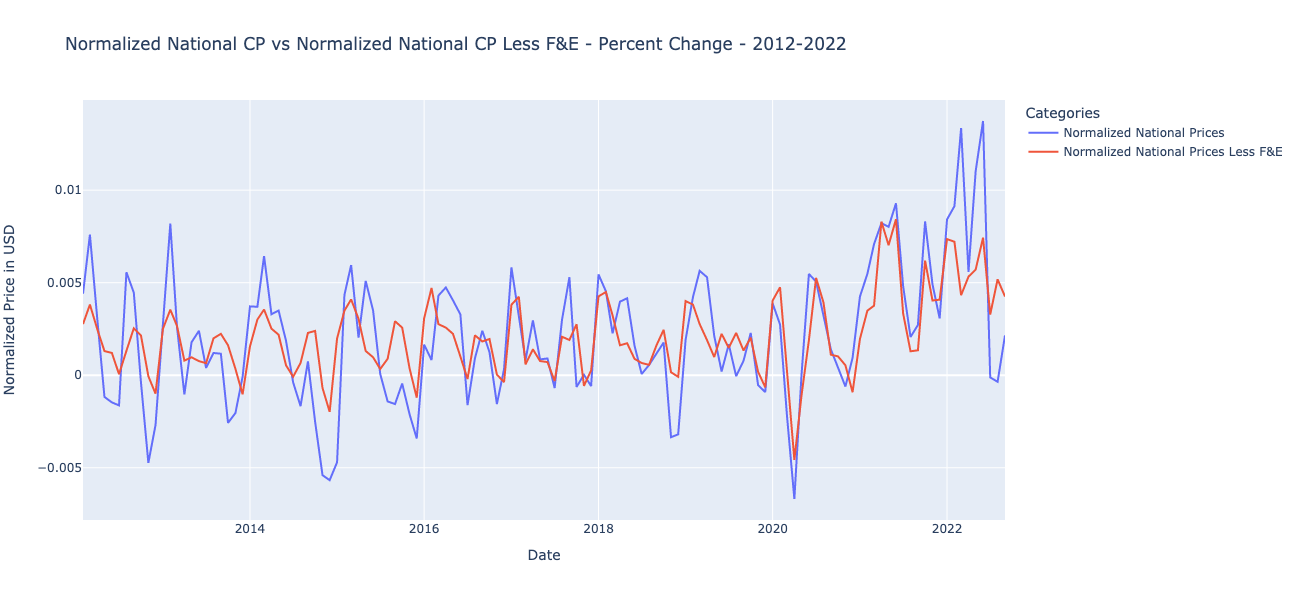 Normalized National CP vs Normalized National CP Less F&E - Percent Change - 2012-2022
Categories
Normalized National Prices
Normalized National Prices Less F&E
Normalized Price in USD
0.01
0.005
0
−0.005
2014
2016
2018
2020
2022
Date